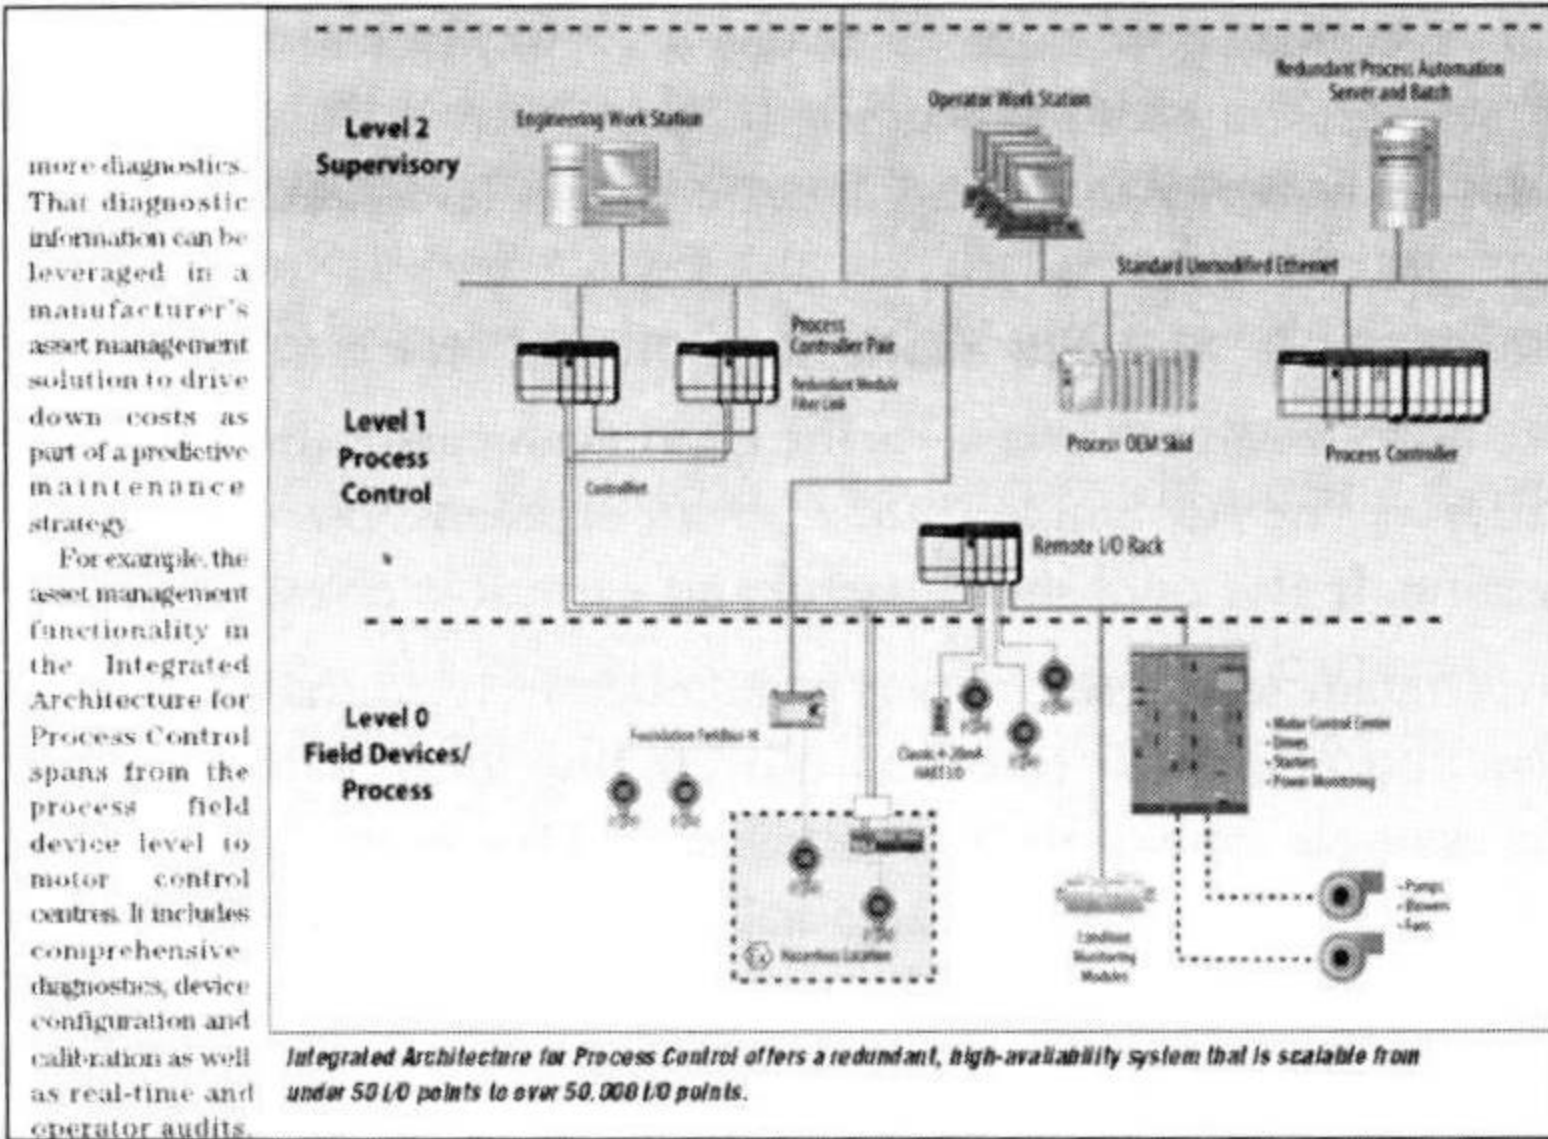 more diagnostics.
That diagnostic
information can be
leveraged in a
manufacturer's
asset management
solution to drive
down costs as
part of a predictive
maintenance
strategy.
For example, the
asset management
functionality in
the Integrated
Architecture for
Process Control
spans from the
process field
device level to
motor control
centres. It includes
comprehensive
diagnostics, device
configuration and
calibration as well
as real-time and
operator audits.
Level 2
Supervisory
Engineering Work Station
Operator Work Station
Redundant Process Automation
Server and Batch
Standard Unmodified Ethernet
Level 1
Process
Control
Process
Controller Pair
Redundant Module
Fiber Link
ControlNet
Process OEM Skid
Process Controller
Remote I/O Rack
Level 0
Field Devices/
Process
Foundation Fieldbus H1
Classic 4-20mA
HART I/O
• Motor Control Center
• Drives
• Starters
• Power Monitoring
Hazardous Location
Condition
Monitoring
Modules
• Pumps
• Blowers
• Fans
Integrated Architecture for Process Control offers a redundant, high-availability system that is scalable from
under 50 I/O points to over 50,000 I/O points.